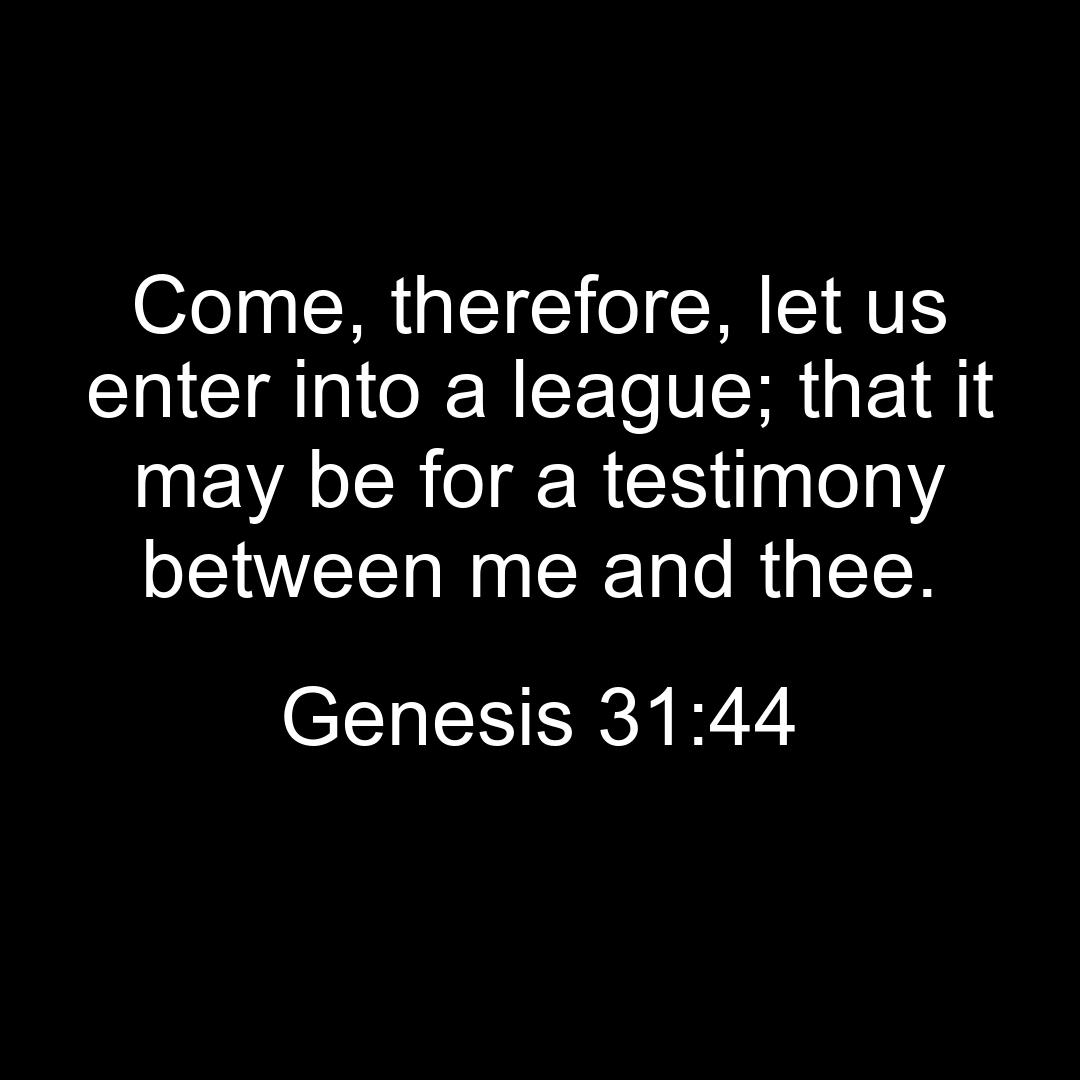 Come, therefore, let us
enter into a league; that it
may be for a testimony
between me and thee.
Genesis 31:44